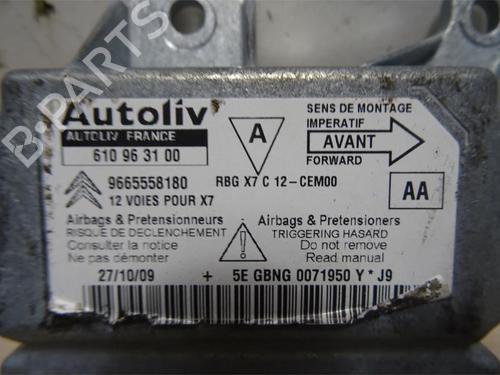 B-PARTS
Autoliv
AUTOLIV FRANCE
610 96 31 00
A
SENS DE MONTAGE
IMPERATIF
AVANT
FORWARD
9665558180
RBG X7 C 12-CEM00
12 VOIES POUR X7
AA
Airbags & Pretensionneurs
RISQUE DE DECLENCHEMENT
Consulter la notice
Ne pas démonter
Airbags & Pretensioners
TRIGGERING HASARD
Do not remove
Read manual
27/10/09 + 5E GBNG 0071950 Y * J9